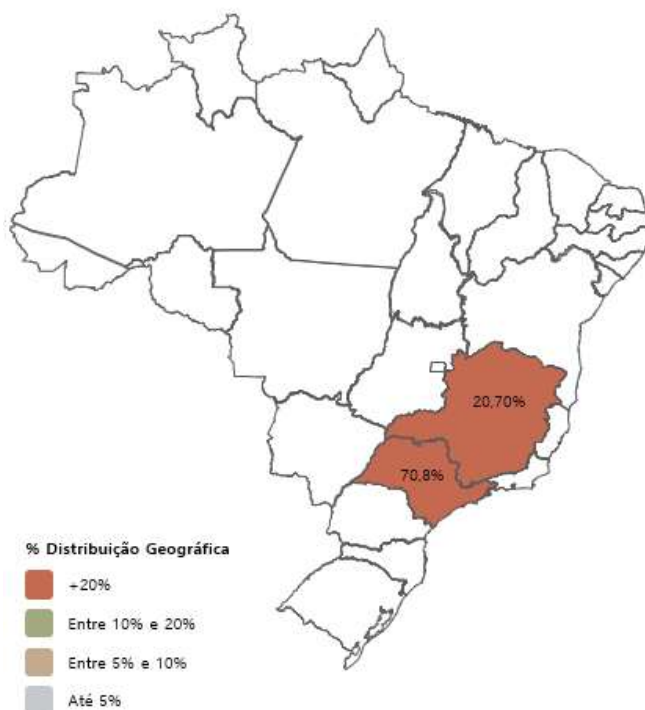 20,70%
70,8%
% Distribuição Geográfica
+20%
Entre 10% e 20%
Entre 5% e 10%
Até 5%